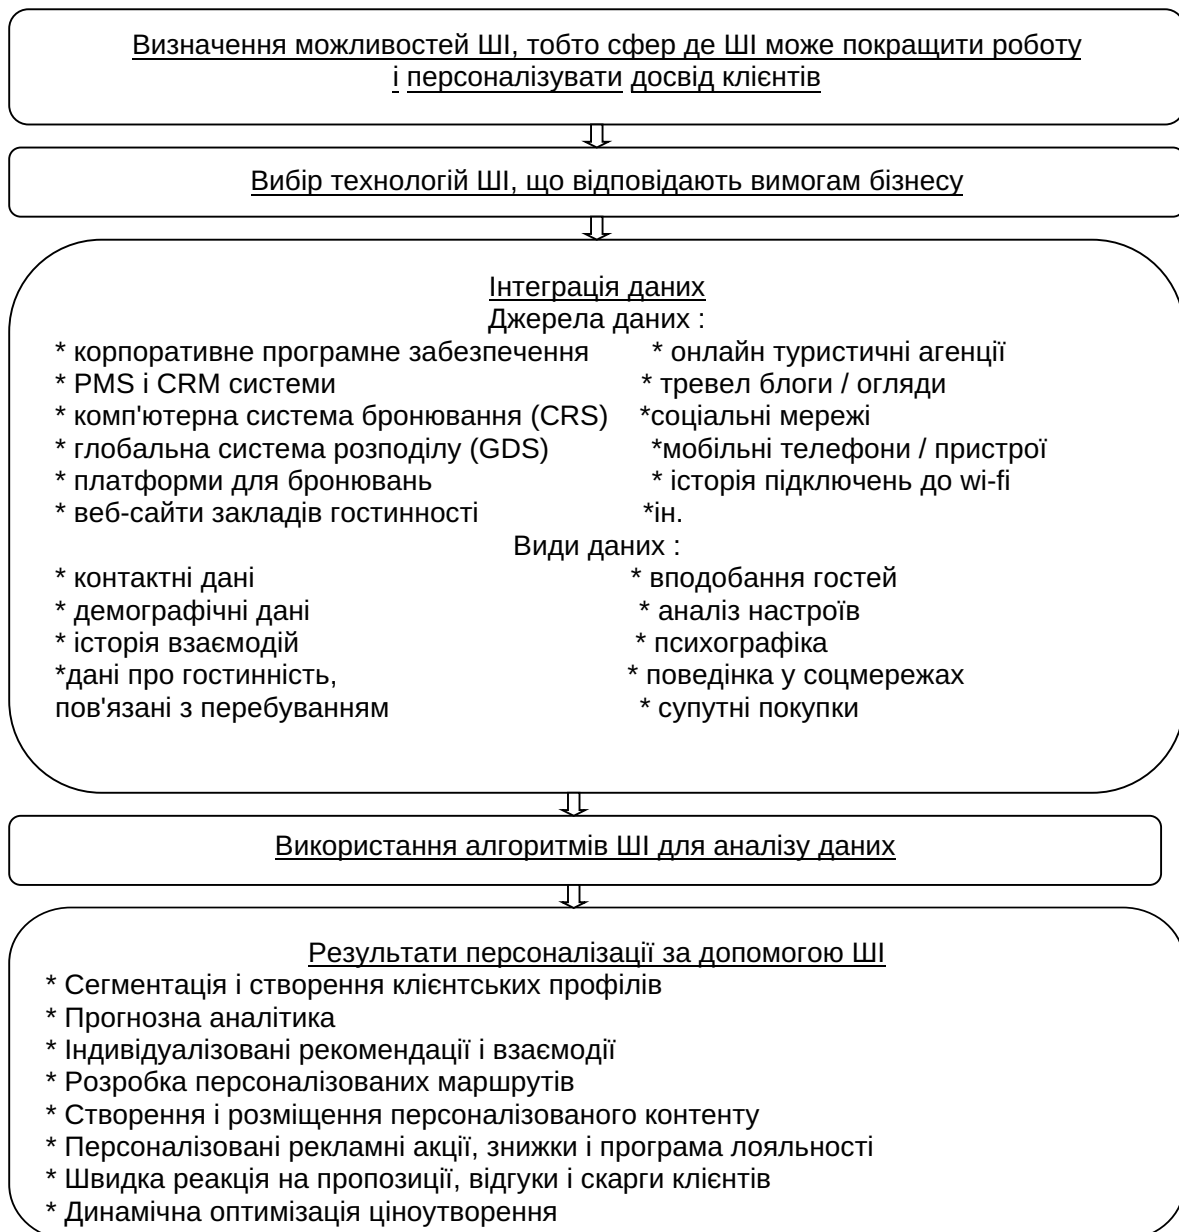 Визначення можливостей ШІ, тобто сфер де ШІ може покращити роботу
і персоналізувати досвід клієнтів
Вибір технологій ШІ, що відповідають вимогам бізнесу
Інтеграція даних
Джерела даних :
* корпоративне програмне забезпечення * онлайн туристичні агенції
* PMS і CRM системи * тревел блоги / огляди
* комп'ютерна система бронювання (CRS) *соціальні мережі
* глобальна система розподілу (GDS) *мобільні телефони / пристрої
* платформи для бронювань * історія підключень до wi-fi
* веб-сайти закладів гостинності *ін.
Види даних :
* контактні дані * вподобання гостей
* демографічні дані * аналіз настроїв
* історія взаємодій * психографіка
*дані про гостинність, * поведінка у соцмережах
пов'язані з перебуванням * супутні покупки
Використання алгоритмів ШІ для аналізу даних
Результати персоналізації за допомогою ШІ
* Сегментація і створення клієнтських профілів
* Прогнозна аналітика
* Індивідуалізовані рекомендації і взаємодії
* Розробка персоналізованих маршрутів
* Створення і розміщення персоналізованого контенту
* Персоналізовані рекламні акції, знижки і програма лояльності
* Швидка реакція на пропозиції, відгуки і скарги клієнтів
* Динамічна оптимізація ціноутворення